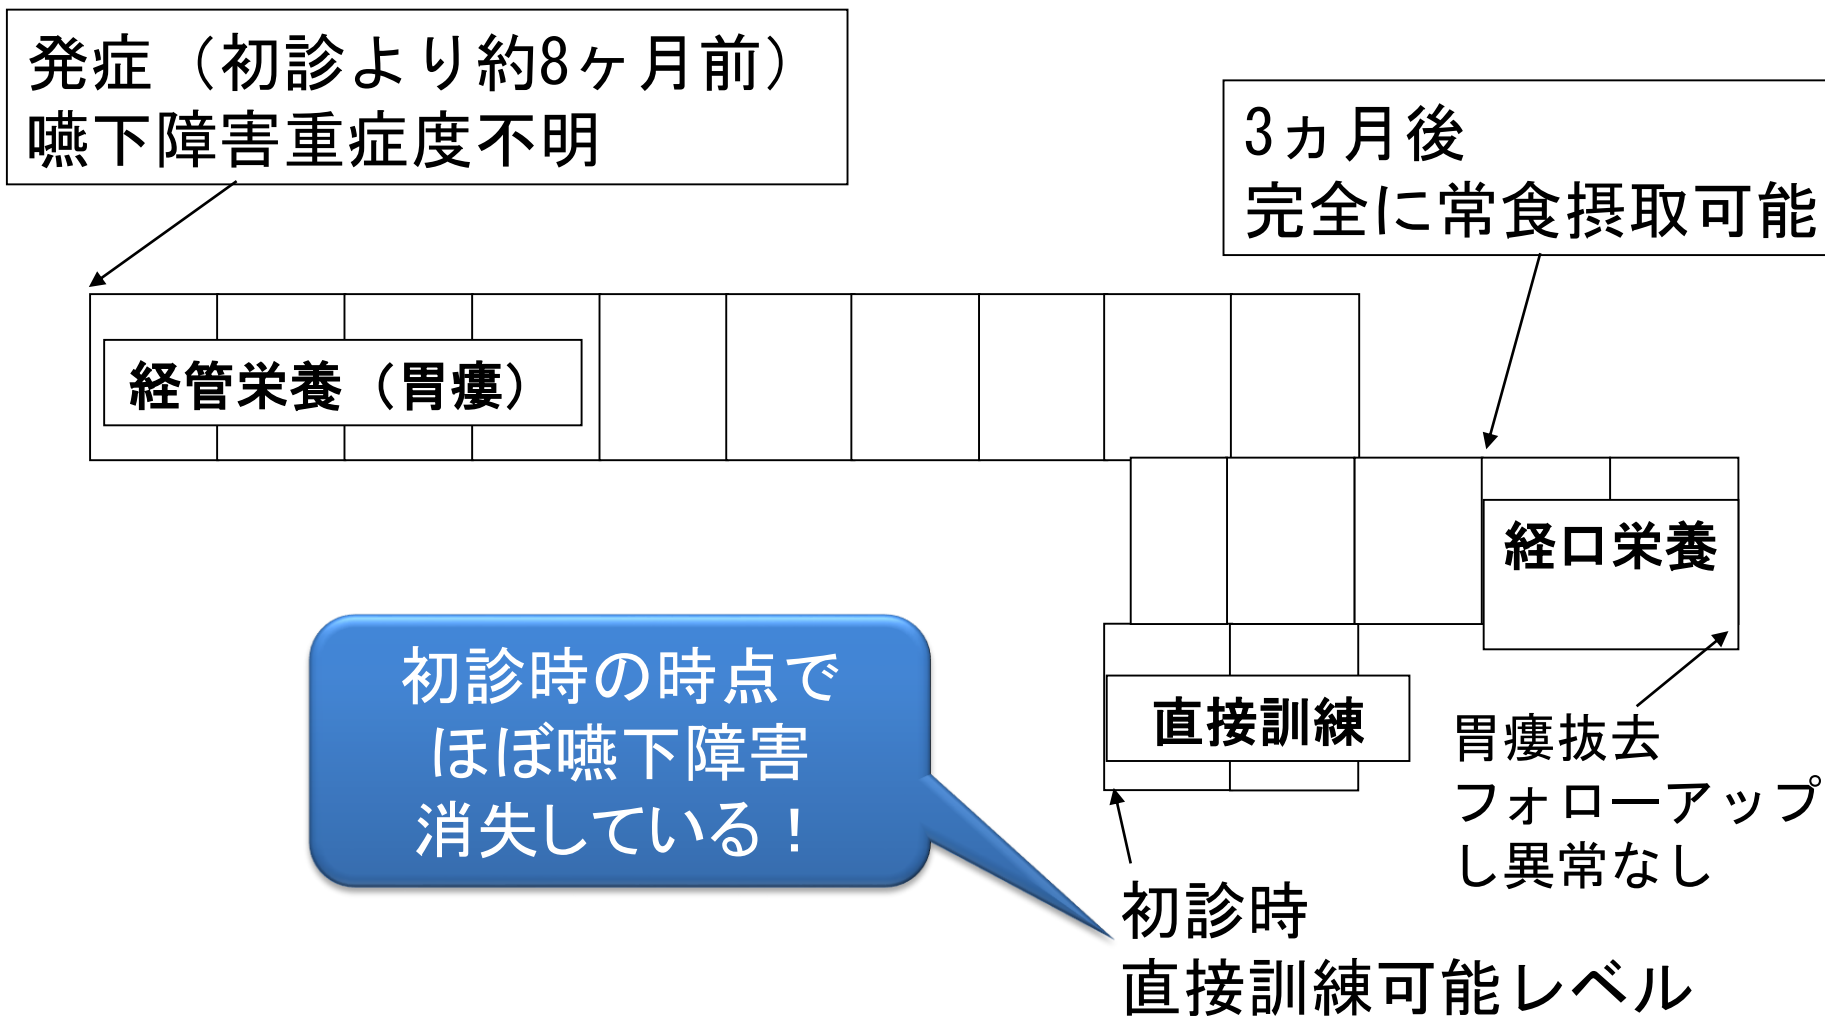 発症（初診より約8ヶ月前）
嚥下障害重症度不明
3ヵ月後
完全に常食摂取可能
経管栄養（胃瘻）
経口栄養
初診時の時点で
ほぼ嚥下障害
消失している！
直接訓練
胃瘻抜去
フォローアップ
し異常なし
初診時
直接訓練可能レベル